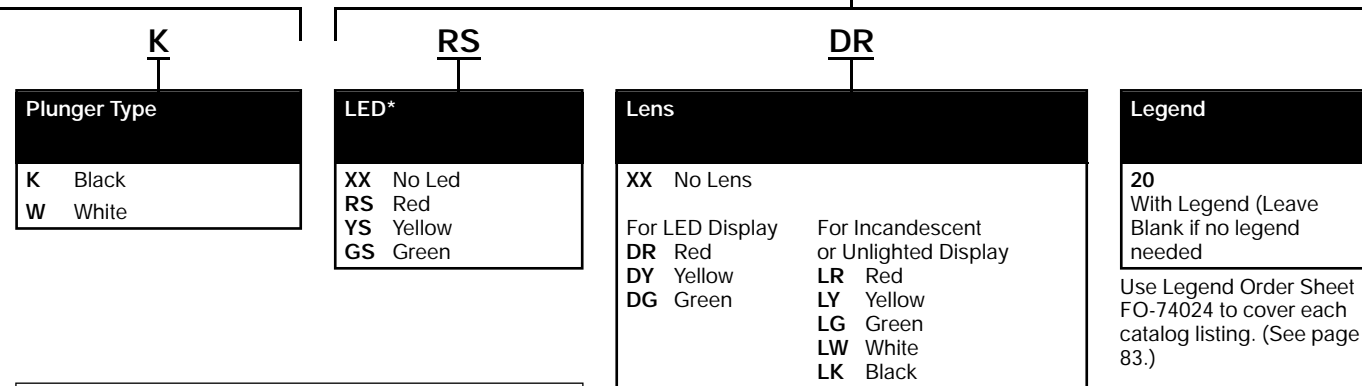 K
RS
DR
Plunger Type
K Black
W White
LED*
XX No Led
RS Red
YS Yellow
GS Green
Lens
XX No Lens
For LED Display
DR Red
DY Yellow
DG Green
For Incandescent
or Unlighted Display
LR Red
LY Yellow
LG Green
LW White
LK Black
Legend
20
With Legend (Leave
Blank if no legend
needed
Use Legend Order Sheet
FO-74024 to cover each
catalog listing. (See page
83.)